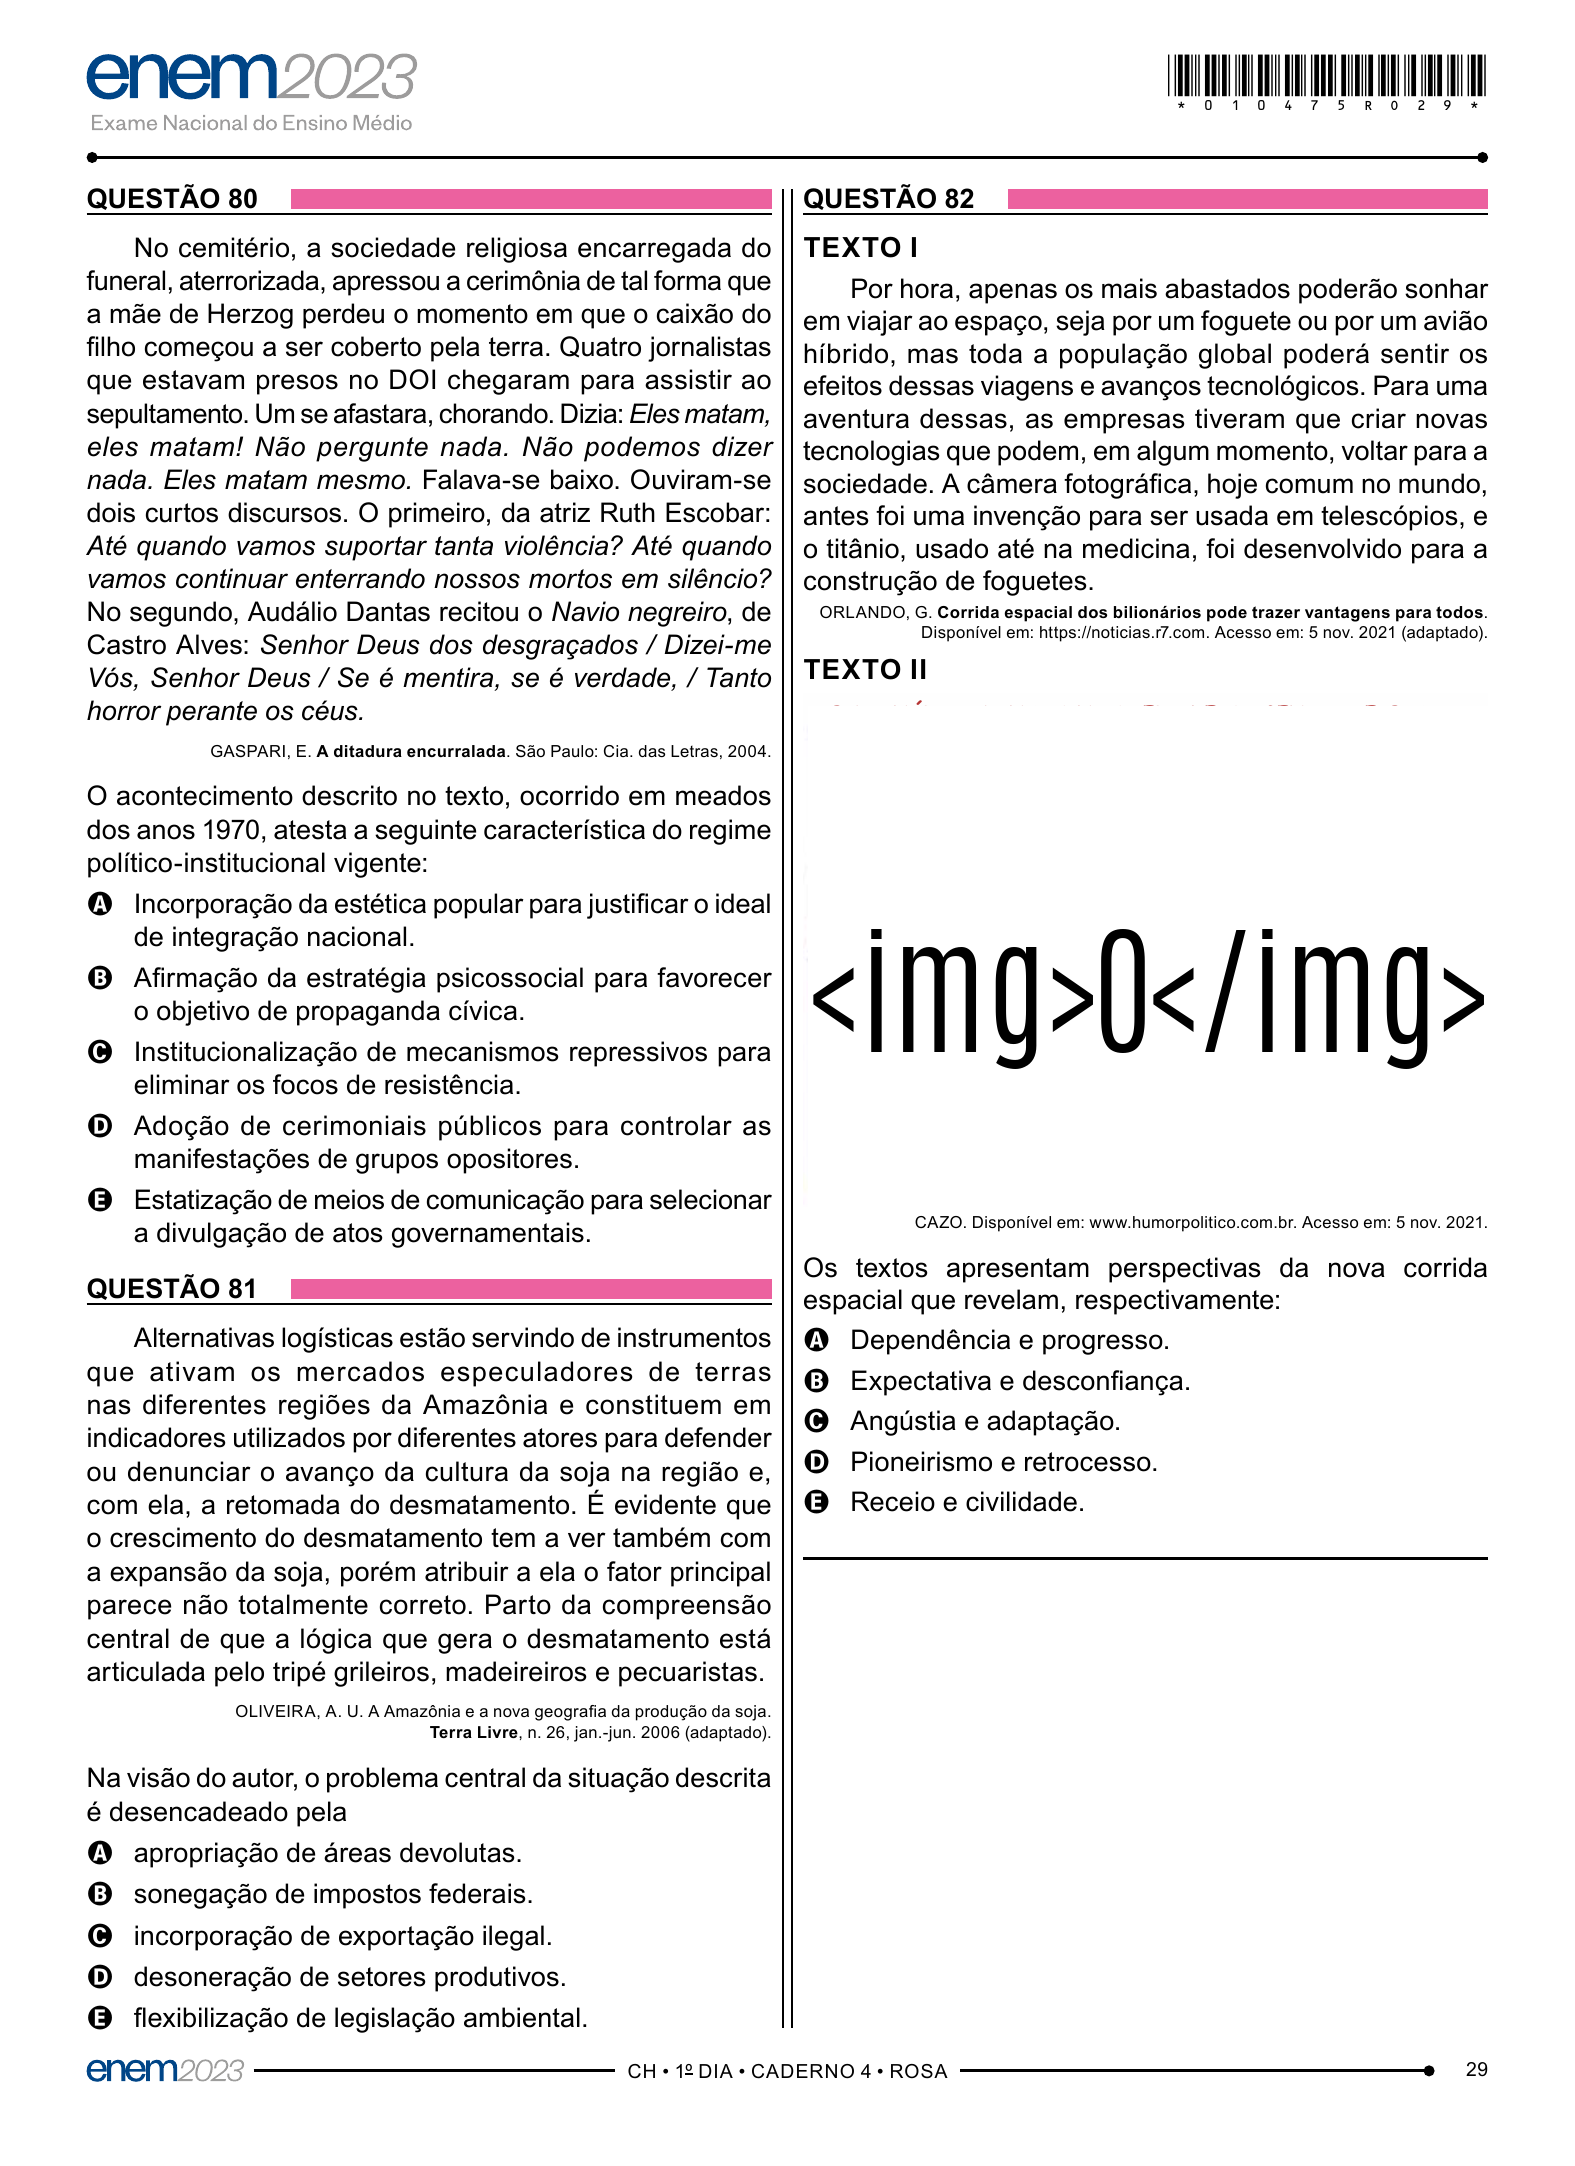 enem2023
Exame Nacional do Ensino Médio
*010475R029*
QUESTÃO 80
No cemitério, a sociedade religiosa encarregada do
funeral, aterrorizada, apressou a cerimônia de tal forma que
a mãe de Herzog perdeu o momento em que o caixão do
filho começou a ser coberto pela terra. Quatro jornalistas
que estavam presos no DOI chegaram para assistir ao
sepultamento. Um se afastara, chorando. Dizia: Eles matam,
eles matam! Não pergunte nada. Não podemos dizer
nada. Eles matam mesmo. Falava-se baixo. Ouviram-se
dois curtos discursos. O primeiro, da atriz Ruth Escobar:
Até quando vamos suportar tanta violência? Até quando
vamos continuar enterrando nossos mortos em silêncio?
No segundo, Audálio Dantas recitou o Navio negreiro, de
Castro Alves: Senhor Deus dos desgraçados / Dizei-me
Vós, Senhor Deus / Se é mentira, se é verdade, / Tanto
horror perante os céus.
GASPARI, E. A ditadura encurralada. São Paulo: Cia. das Letras, 2004.
O acontecimento descrito no texto, ocorrido em meados
dos anos 1970, atesta a seguinte característica do regime
político-institucional vigente:
A Incorporação da estética popular para justificar o ideal
de integração nacional.
B Afirmação da estratégia psicossocial para favorecer
o objetivo de propaganda cívica.
C Institucionalização de mecanismos repressivos para
eliminar os focos de resistência.
D Adoção de cerimoniais públicos para controlar as
manifestações de grupos opositores.
E Estatização de meios de comunicação para selecionar
a divulgação de atos governamentais.
QUESTÃO 81
Alternativas logísticas estão servindo de instrumentos
que ativam os mercados especuladores de terras
nas diferentes regiões da Amazônia e constituem em
indicadores utilizados por diferentes atores para defender
ou denunciar o avanço da cultura da soja na região e,
com ela, a retomada do desmatamento. É evidente que
o crescimento do desmatamento tem a ver também com
a expansão da soja, porém atribuir a ela o fator principal
parece não totalmente correto. Parto da compreensão
central de que a lógica que gera o desmatamento está
articulada pelo tripé grileiros, madeireiros e pecuaristas.
OLIVEIRA, A. U. A Amazônia e a nova geografia da produção da soja.
Terra Livre, n. 26, jan.-jun. 2006 (adaptado).
Na visão do autor, o problema central da situação descrita
é desencadeado pela
A apropriação de áreas devolutas.
B sonegação de impostos federais.
C incorporação de exportação ilegal.
D desoneração de setores produtivos.
E flexibilização de legislação ambiental.
QUESTÃO 82
TEXTO I
Por hora, apenas os mais abastados poderão sonhar
em viajar ao espaço, seja por um foguete ou por um avião
híbrido, mas toda a população global poderá sentir os
efeitos dessas viagens e avanços tecnológicos. Para uma
aventura dessas, as empresas tiveram que criar novas
tecnologias que podem, em algum momento, voltar para a
sociedade. A câmera fotográfica, hoje comum no mundo,
antes foi uma invenção para ser usada em telescópios, e
o titânio, usado até na medicina, foi desenvolvido para a
construção de foguetes.
ORLANDO, G. Corrida espacial dos bilionários pode trazer vantagens para todos.
Disponível em: https://noticias.r7.com. Acesso em: 5 nov. 2021 (adaptado).
TEXTO II
<img>0</img>
CAZO. Disponível em: www.humorpolitico.com.br. Acesso em: 5 nov. 2021.
Os textos apresentam perspectivas da nova corrida
espacial que revelam, respectivamente:
A Dependência e progresso.
B Expectativa e desconfiança.
C Angústia e adaptação.
D Pioneirismo e retrocesso.
E Receio e civilidade.
enem2023
CH • 1º DIA • CADERNO 4 • ROSA
29